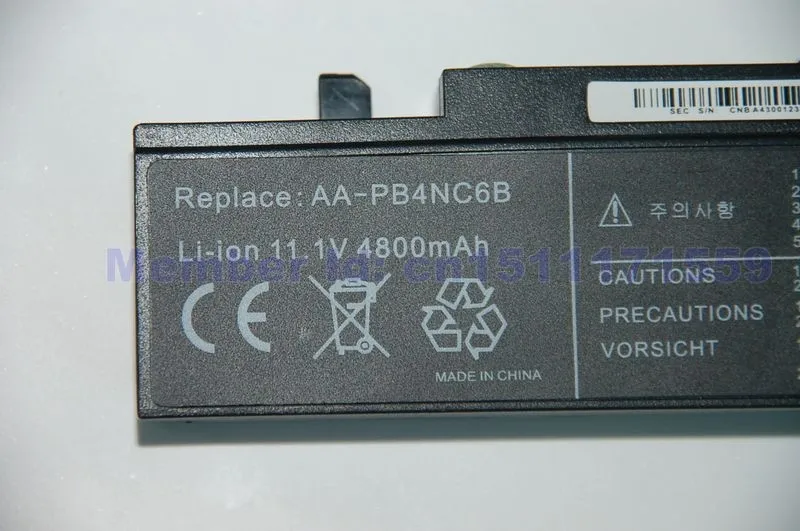 SEC S/N CNBA4300123
Replace: AA-PB4NC6B
Li-ion 11.1V 4800mAh
CE
MADE IN CHINA
주의사항
CAUTIONS
PRECAUTIONS
VORSICHT
Member Id: cn1511171559